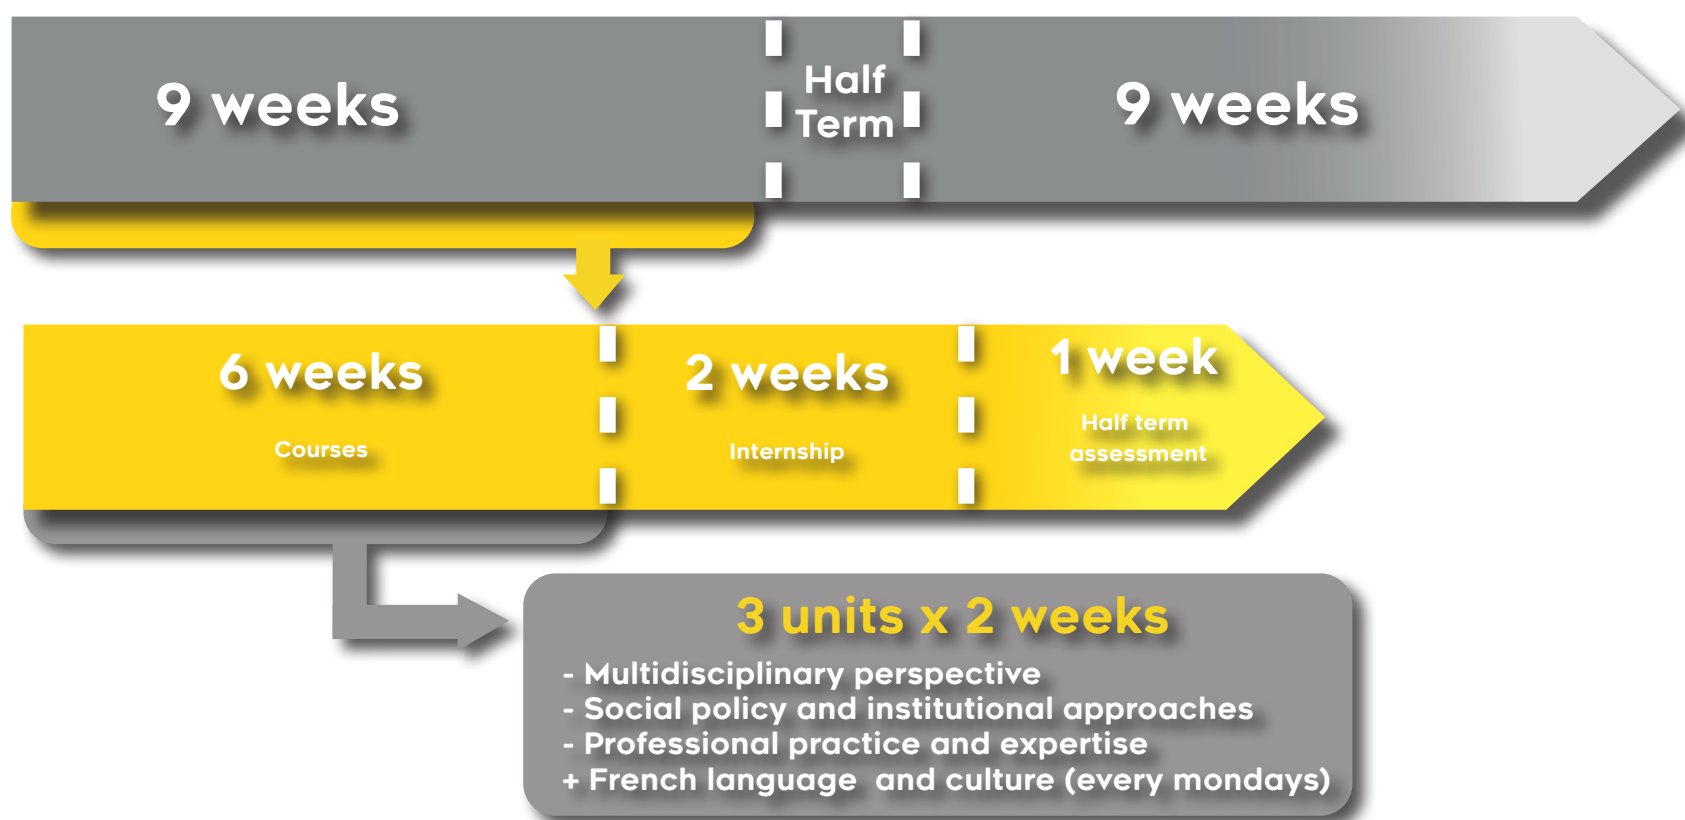 9 weeks
Half
Term
9 weeks
6 weeks
Courses
2 weeks
Internship
1 week
Half term
assessment
3 units x 2 weeks
- Multidisciplinary perspective
- Social policy and institutional approaches
- Professional practice and expertise
+ French language  and culture (every mondays)